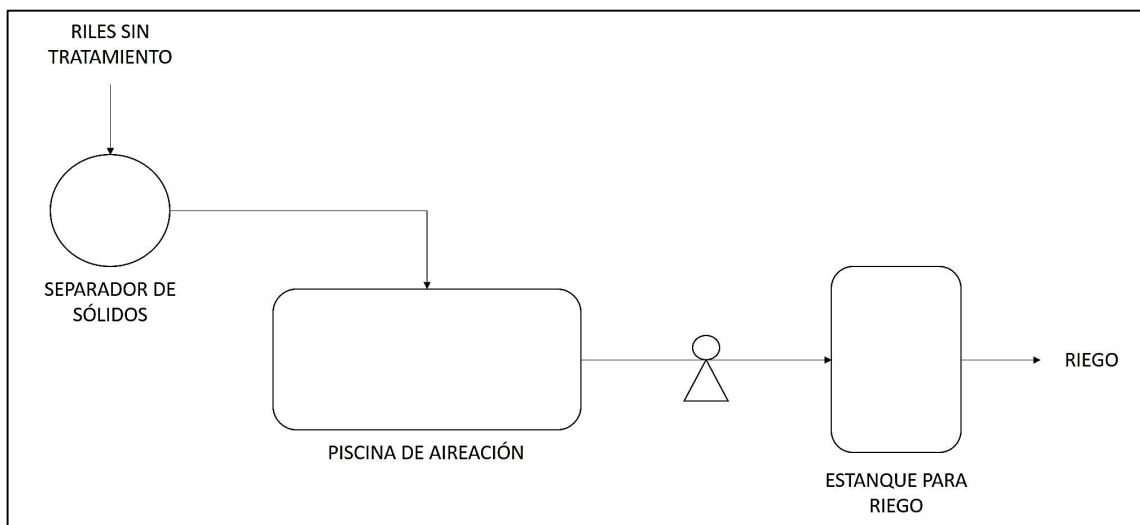 RILES SIN
TRATAMIENTO
SEPARADOR DE
SÓLIDOS
PISCINA DE AIREACIÓN
RIEGO
ESTANQUE PARA
RIEGO